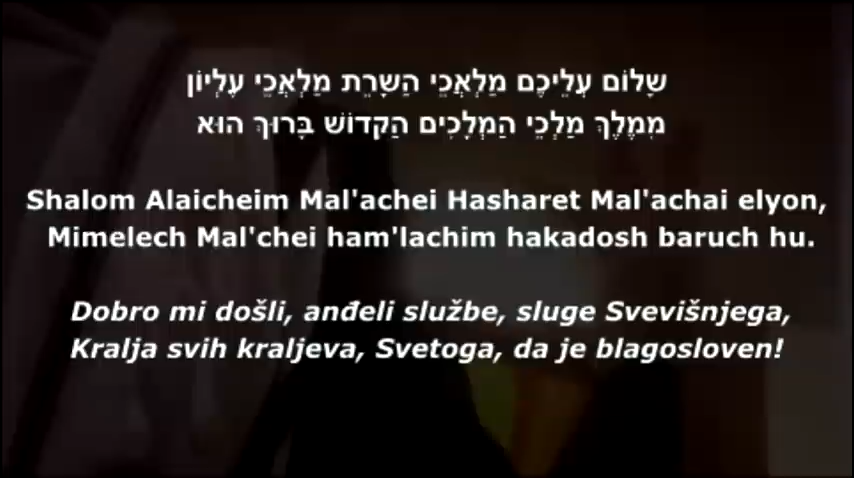 שָׁלוֹם עְלֵיכֶם מַלְאֲכֵי הַשָּׁרֵת מַלְאֲכֵי עֶלְיוֹן
מִמֶּלֶךְ מַלְכֵי הַמְּלָכִים הַקָּדוֹשׁ בָּרוּךְ הוּא
Shalom Alaicheim Mal'achei Hasharet Mal'achai elyon,
Mimelech Mal'chei ham'lachim hakadosh baruch hu.
Dobro mi došli, anđeli službe, sluge Svevišnjega,
Kralja svih kraljeva, Svetoga, da je blagosloven!